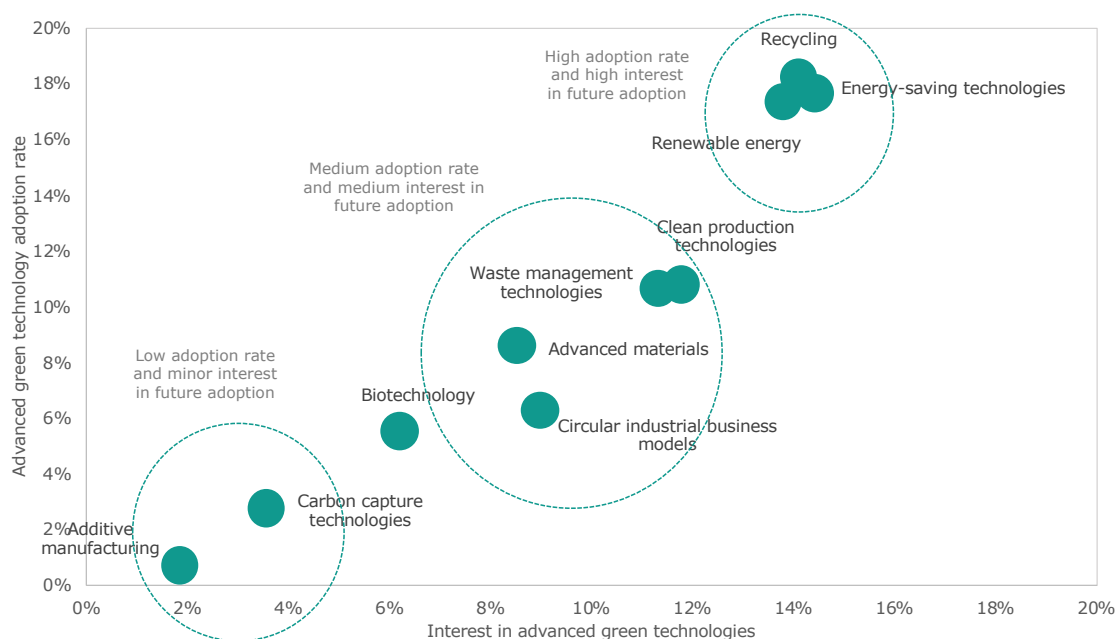 20%
18%
16%
14%
12%
10%
8%
6%
4%
2%
0%
Advanced green technology adoption rate
High adoption rate
and high interest
in future adoption
Recycling
Energy-saving technologies
Renewable energy
Medium adoption rate
and medium interest in
future adoption
Clean production
technologies
Waste management
technologies
Advanced materials
Circular industrial business
models
Biotechnology
Low adoption rate
and minor interest
in future adoption
Carbon capture
technologies
Additive
manufacturing
0%
2%
4%
6%
8%
10%
12%
14%
16%
18%
20%
Interest in advanced green technologies